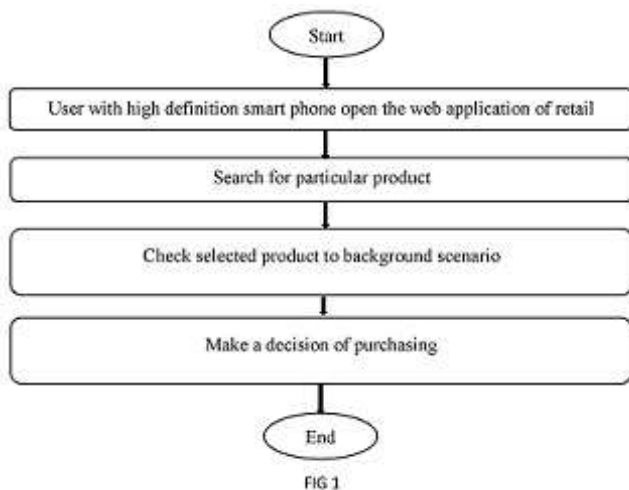 Start
User with high definition smart phone open the web application of retail
Search for particular product
Check selected product to background scenario
Make a decision of purchasing
End
FIG 1